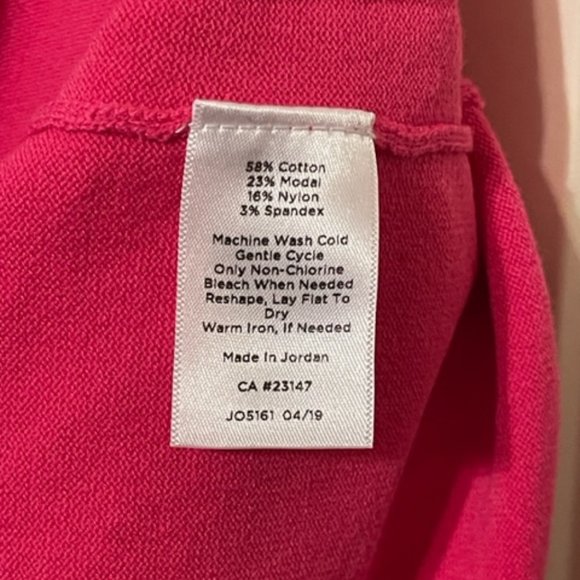 58% Cotton
23% Modal
16% Nylon
3% Spandex
Machine Wash Cold
Gentle Cycle
Only Non-Chlorine
Bleach When Needed
Reshape, Lay Flat To
Dry
Warm Iron, If Needed
Made In Jordan
CA #23147
JO5161 04/19